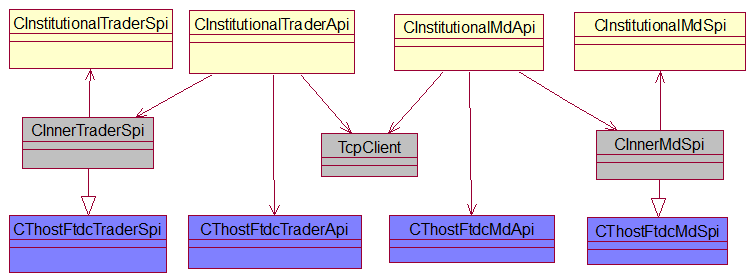 CInstitutionalTraderSpi
CInstitutionalTraderApi
CInstitutionalMdApi
CInstitutionalMdSpi
CInnerTraderSpi
TcpClient
CInnerMdSpi
CThostFtdcTraderSpi
CThostFtdcTraderApi
CThostFtdcMdApi
CThostFtdcMdSpi